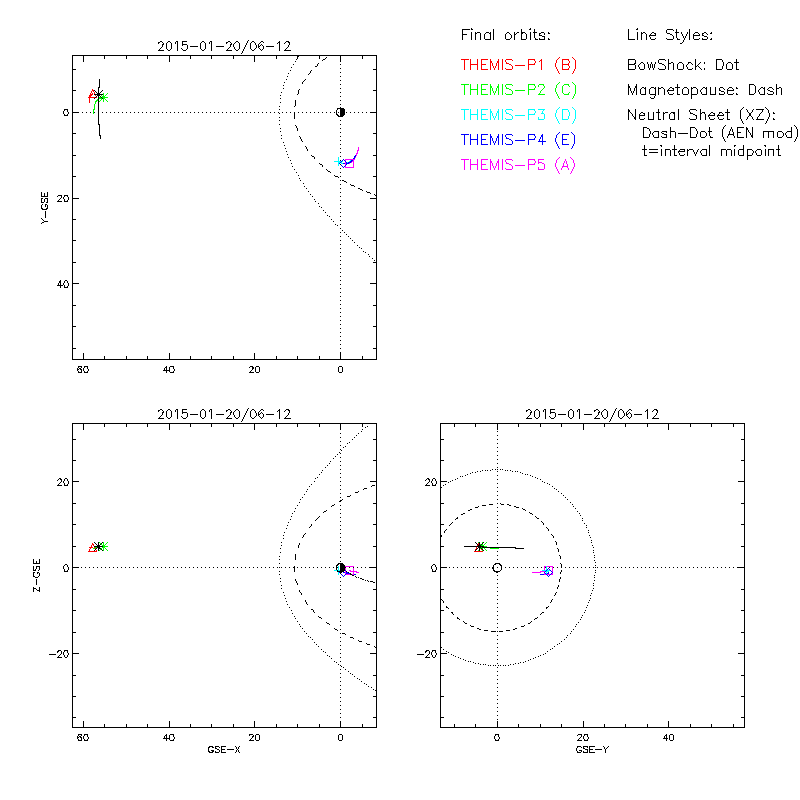 2015-01-20/06-12
Y-GSE
0
20
40
60
40
20
0
Final orbits:
THEMIS-P1 (B)
THEMIS-P2 (C)
THEMIS-P3 (D)
THEMIS-P4 (E)
THEMIS-P5 (A)
Line Styles:
BowShock: Dot
Magnetopause: Dash
Neutral Sheet (XZ):
Dash-Dot (AEN mod)
t=interval midpoint
2015-01-20/06-12
Z-GSE
20
0
-20
60
40
20
0
GSE-X
2015-01-20/06-12
20
0
-20
0
20
40
GSE-Y